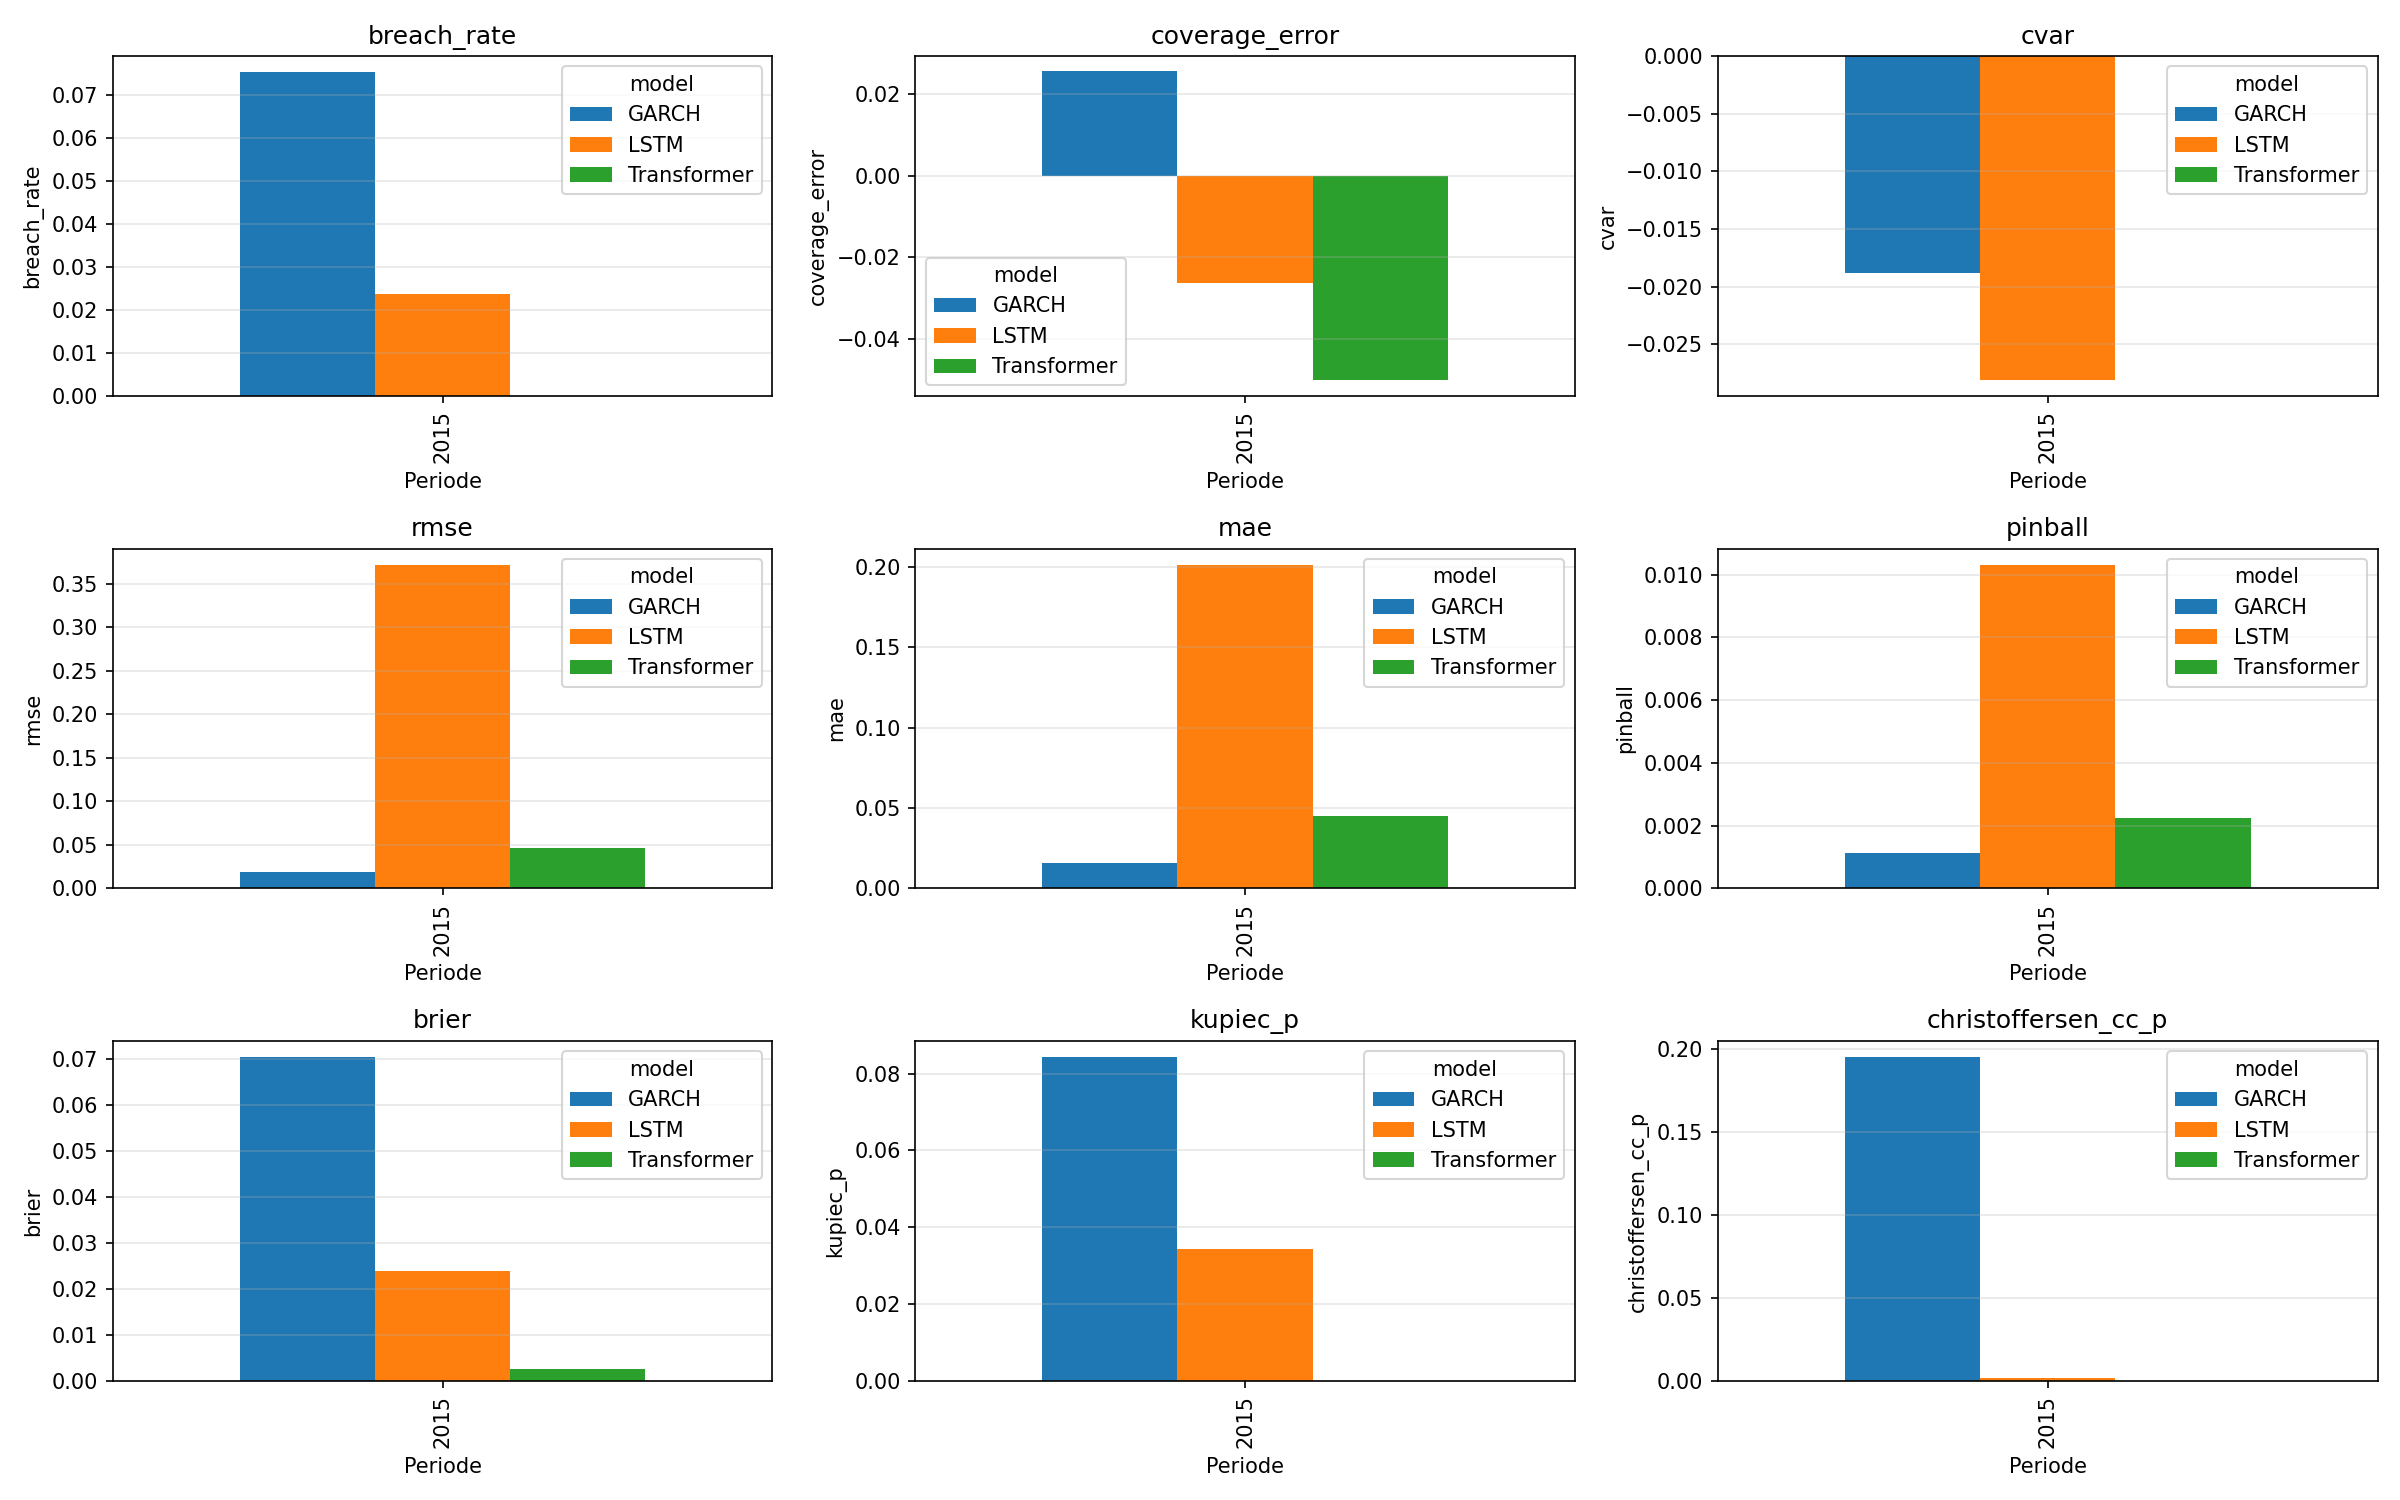 breach_rate
breach_rate
0.07
0.06
0.05
0.04
0.03
0.02
0.01
0.00
model
GARCH
LSTM
Transformer
2015
Periode
coverage_error
coverage_error
0.02
0.00
−0.02
−0.04
model
GARCH
LSTM
Transformer
2015
Periode
cvar
cvar
0.000
−0.005
−0.010
−0.015
−0.020
−0.025
model
GARCH
LSTM
Transformer
2015
Periode
rmse
rmse
0.35
0.30
0.25
0.20
0.15
0.10
0.05
0.00
model
GARCH
LSTM
Transformer
2015
Periode
mae
mae
0.20
0.15
0.10
0.05
0.00
model
GARCH
LSTM
Transformer
2015
Periode
pinball
pinball
0.010
0.008
0.006
0.004
0.002
0.000
model
GARCH
LSTM
Transformer
2015
Periode
brier
brier
0.07
0.06
0.05
0.04
0.03
0.02
0.01
0.00
model
GARCH
LSTM
Transformer
2015
Periode
kupiec_p
kupiec_p
0.08
0.06
0.04
0.02
0.00
model
GARCH
LSTM
Transformer
2015
Periode
christoffersen_cc_p
christoffersen_cc_p
0.20
0.15
0.10
0.05
0.00
model
GARCH
LSTM
Transformer
2015
Periode